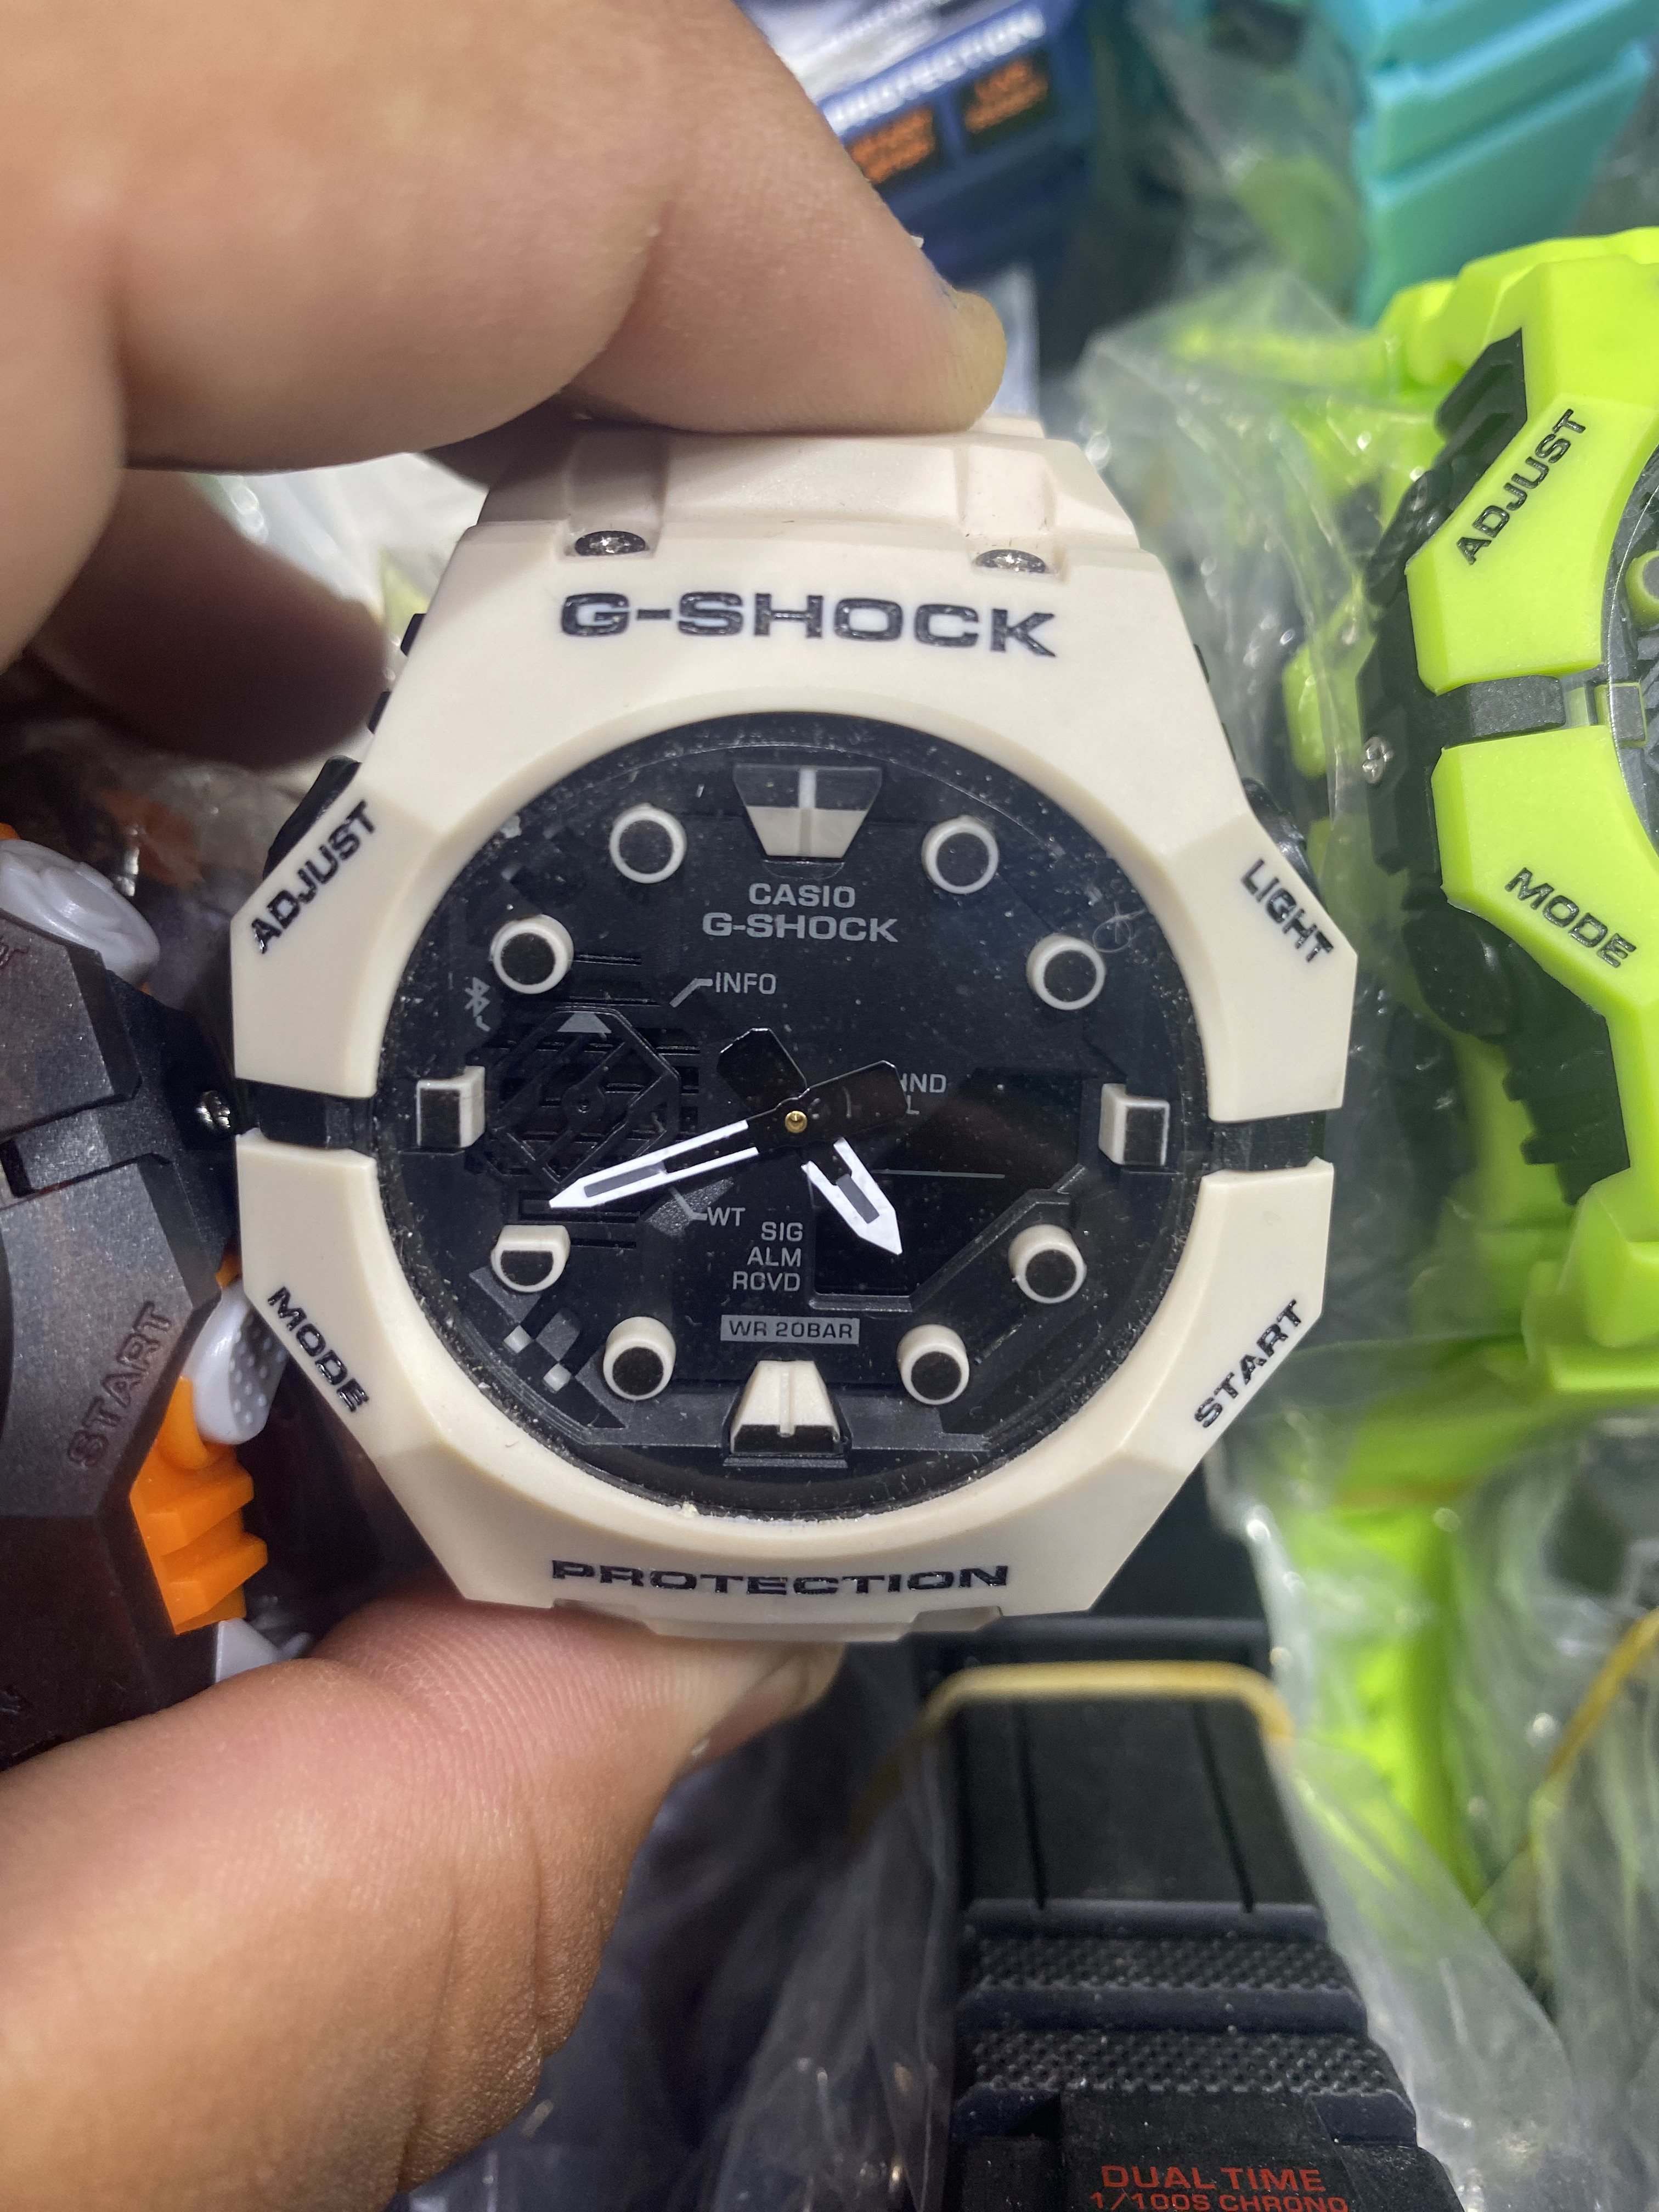 PROTECTION
G-SHOCK
ADJUST
LIGHT
CASIO
G-SHOCK
INFO
WT
SIG
ALM
RCVD
WR 20BAR
MODE
START
PROTECTION
ADJUST
MODE
START
DUAL TIME
1/100S CHRONO